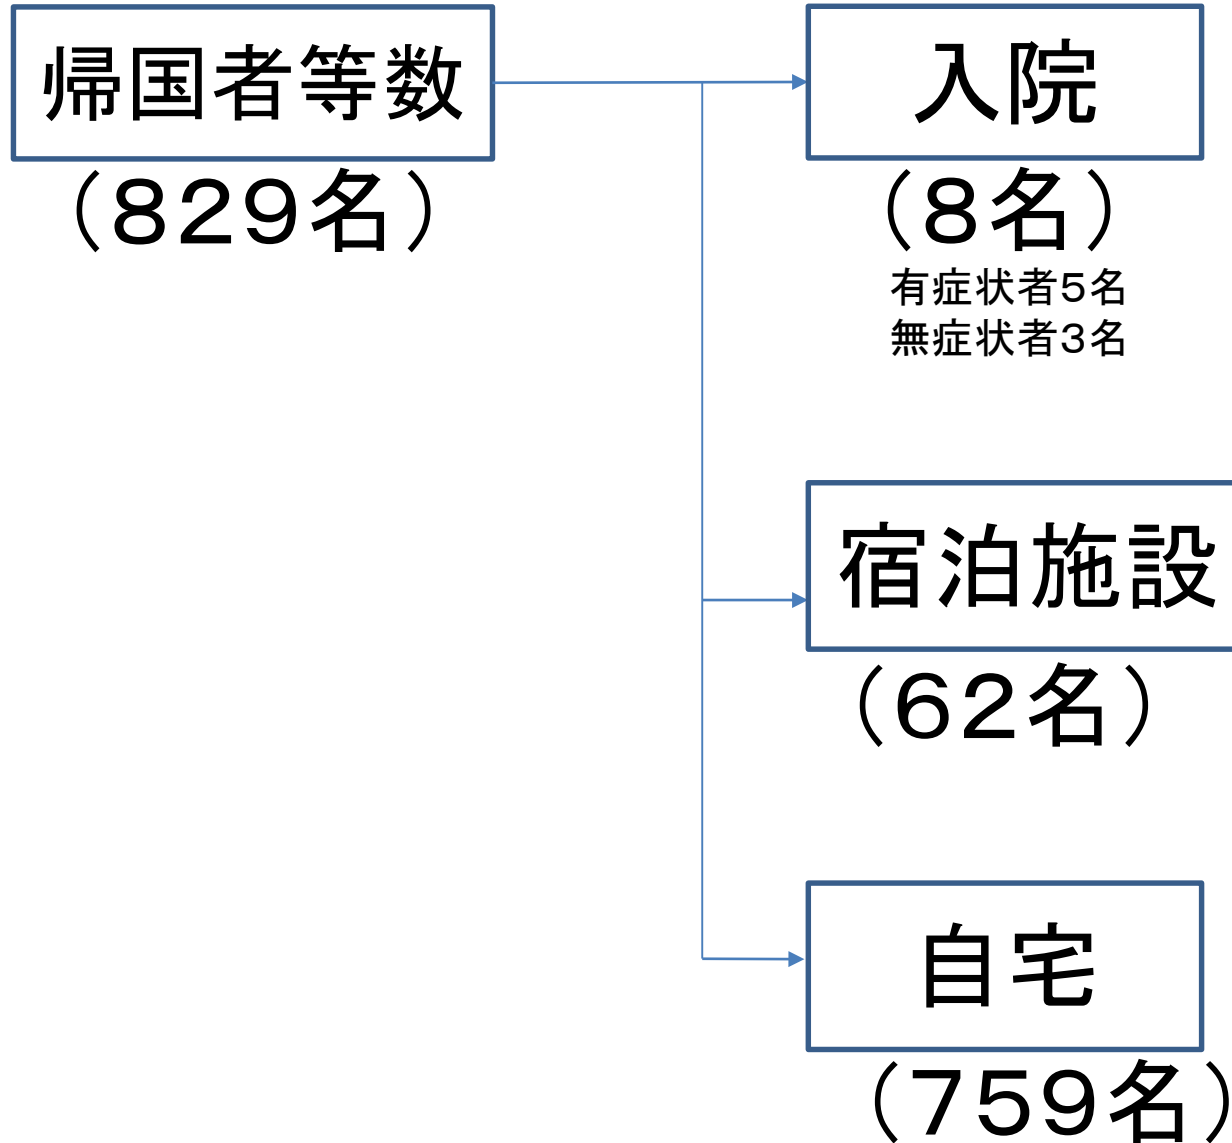 帰国者等数
（８２９名）
入院
（８名）
有症状者５名
無症状者３名
宿泊施設
（６２名）
自宅
（７５９名）